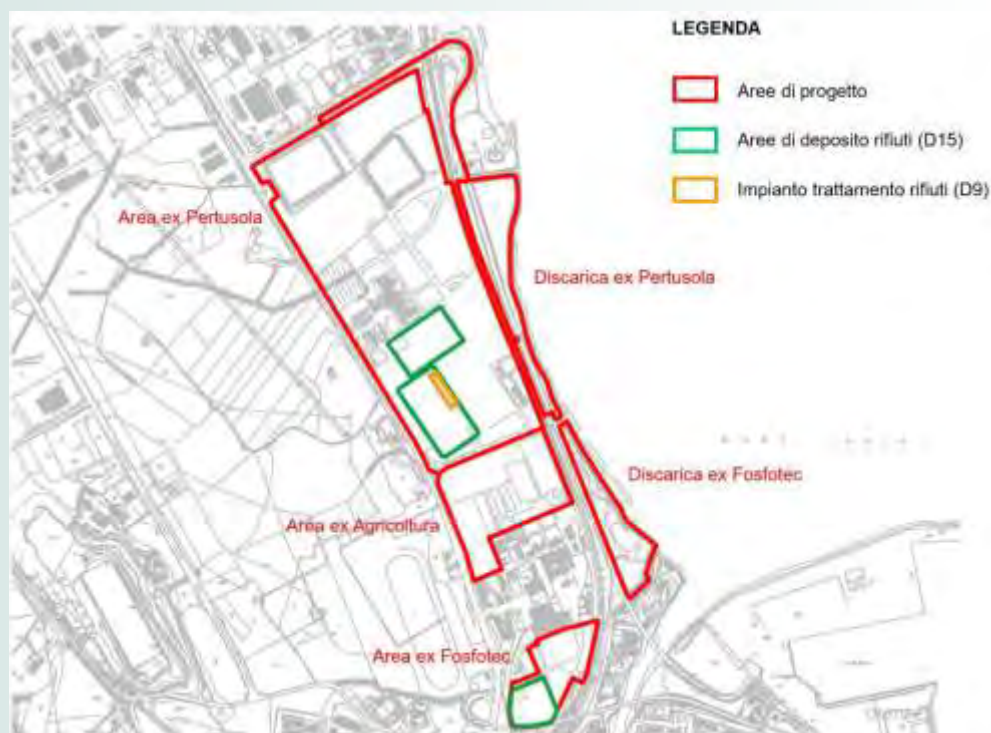 LEGENDA
Aree di progetto
Aree di deposito rifiuti (D15)
Impianto trattamento rifiuti (D9)
Area ex Pertusola
Discarica ex Pertusola
Discarica ex Fosfotec
Area ex Agricoltura
Area ex Fosfotec